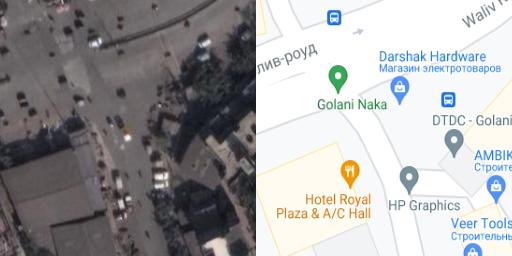 Waliv R
лив-роуд
Darshak Hardware
Магазин электротоваров
Golani Naka
DTDC - Golani
AMBIK
Строите
Hotel Royal
Plaza & A/C Hall
HP Graphics
Veer Tools
Строительны